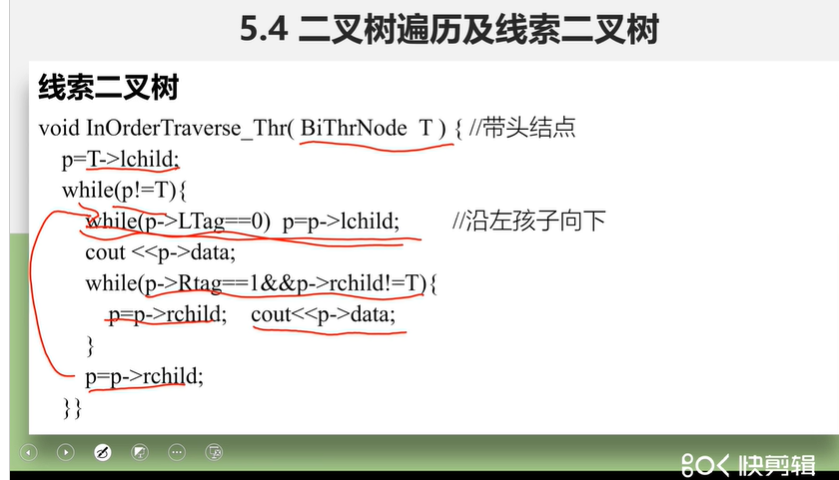 5.4 二叉树遍历及线索二叉树
线索二叉树
void InOrderTraverse_Thr( BiThrNode T ) { //带头结点
p=T->lchild;
while(p!=T){
while(p->LTag==0) p=p->lchild; //沿左孩子向下
cout <<p->data;
while(p->Rtag==1&&p->rchild!=T){
p=p->rchild; cout<<p->data;
}
p=p->rchild;
}}
快剪辑